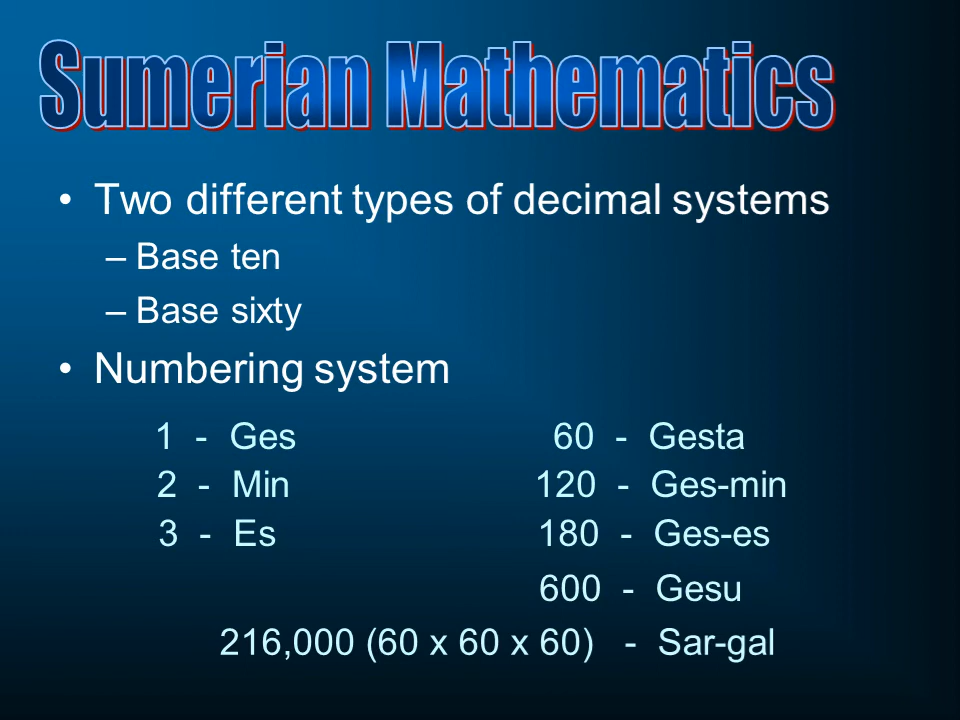 Sumerian Mathematics
• Two different types of decimal systems
– Base ten
– Base sixty
• Numbering system
1 - Ges 60 - Gesta
2 - Min 120 - Ges-min
3 - Es 180 - Ges-es
600 - Gesu
216,000 (60 x 60 x 60) - Sar-gal